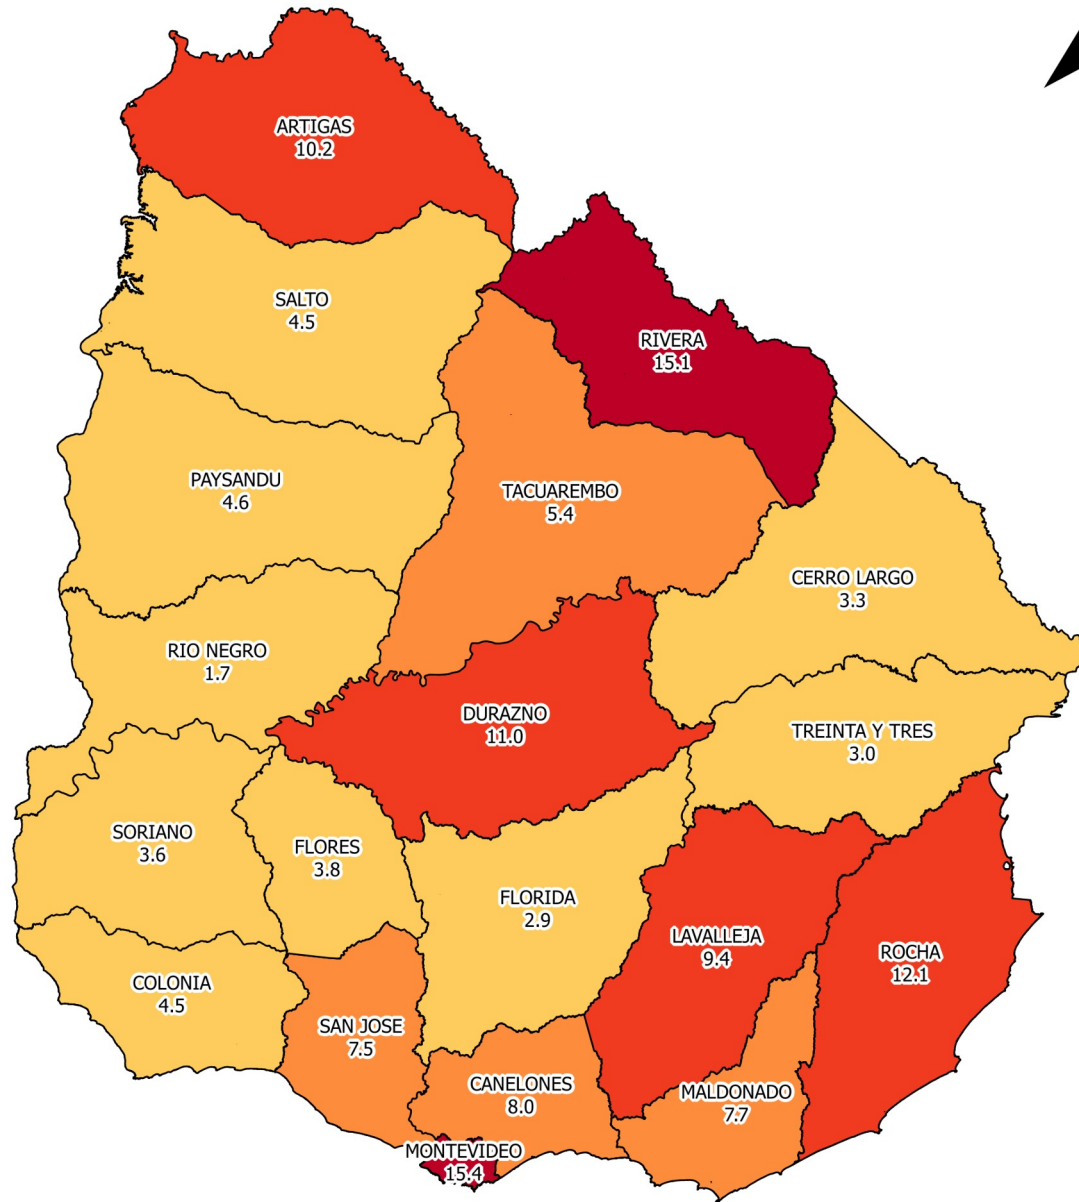 ARTIGAS
10.2
SALTO
4.5
RIVERA
15.1
PAYSANDU
4.6
TACUAREMBO
5.4
CERRO LARGO
3.3
RIO NEGRO
1.7
DURAZNO
11.0
TREINTA Y TRES
3.0
SORIANO
3.6
FLORES
3.8
FLORIDA
2.9
LAVALLEJA
9.4
ROCHA
12.1
COLONIA
4.5
SAN JOSE
7.5
CANELONES
8.0
MALDONADO
7.7
MONTEVIDEO
15.4